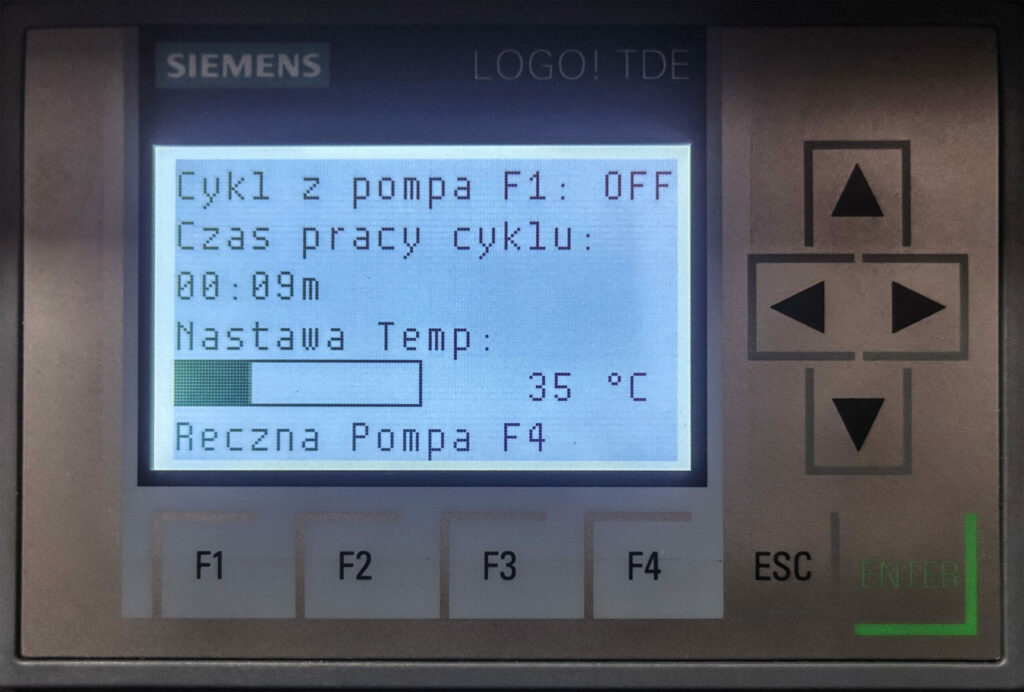 SIEMENS LOGO! TDE
Cykl z pompa F1: OFF
Czas pracy cyklu:
00:09m
Nastawa Temp:
35 °C
Reczna Pompa F4
F1 F2 F3 F4 ESC ENTER